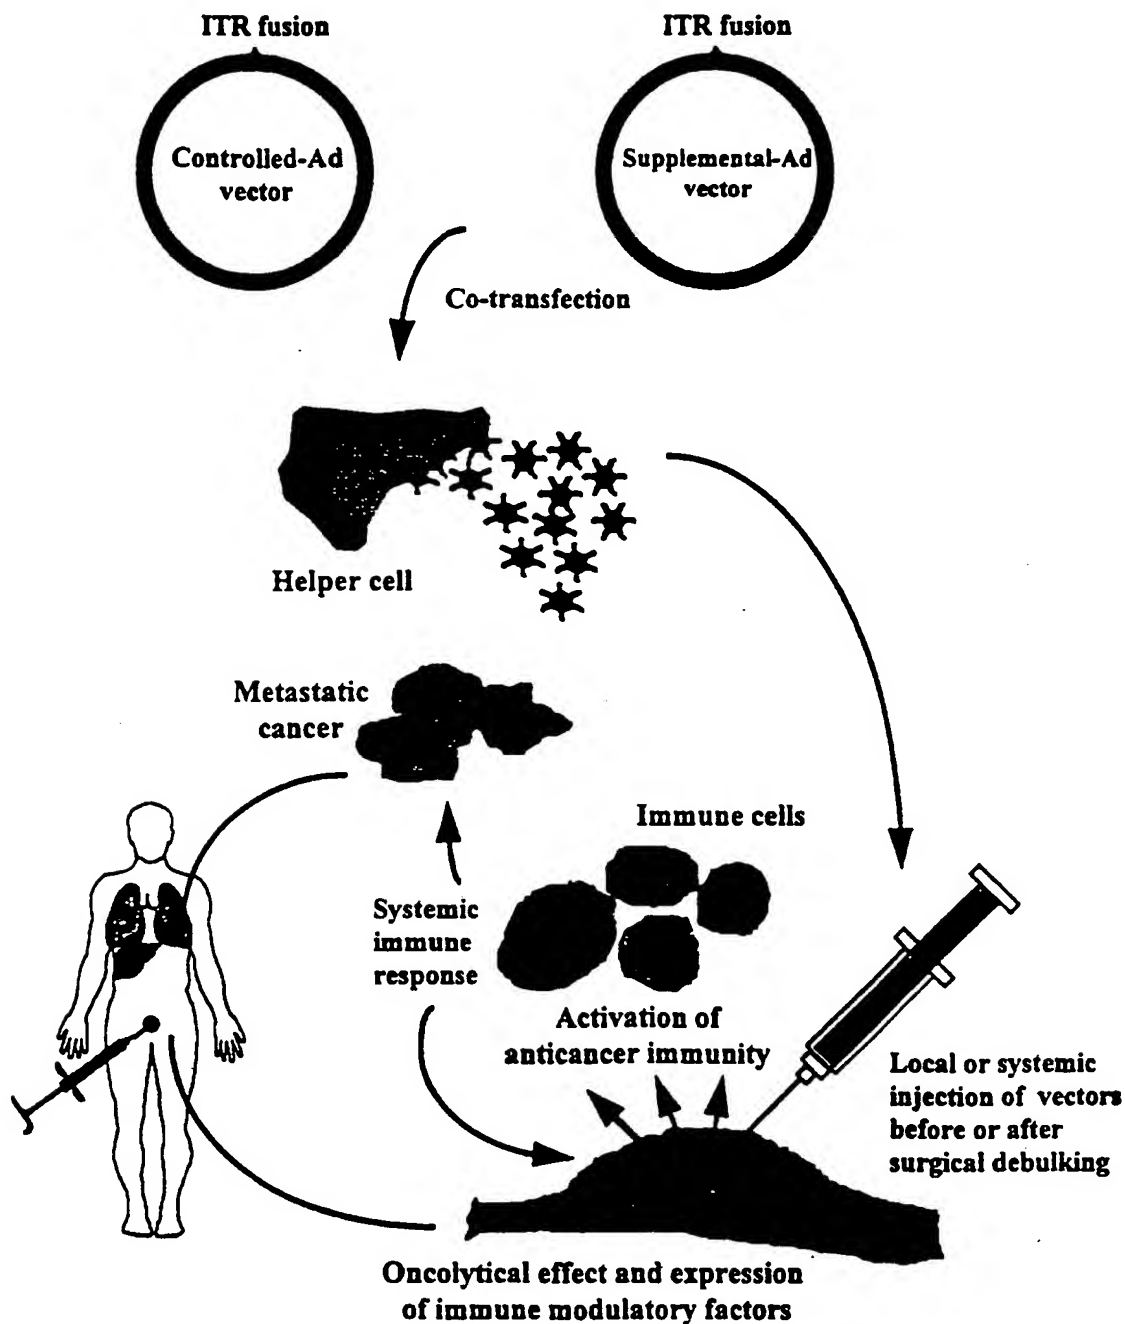 ITR fusion
ITR fusion
Controlled-Ad
vector
Supplemental-Ad
vector
Co-transfection
Helper cell
Metastatic
cancer
Immune cells
Systemic
immune
response
Activation of
anticancer immunity
Local or systemic
injection of vectors
before or after
surgical debulking
Oncolytical effect and expression
of immune modulatory factors